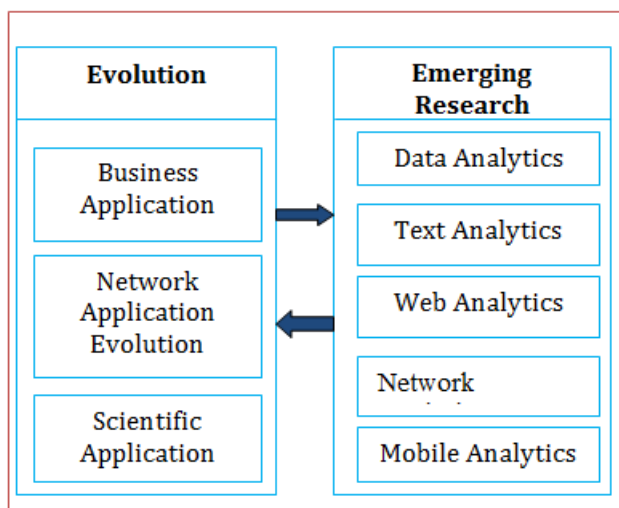 Evolution
Business
Application
Network
Application
Evolution
Scientific
Application
Emerging
Research
Data Analytics
Text Analytics
Web Analytics
Network
Mobile Analytics